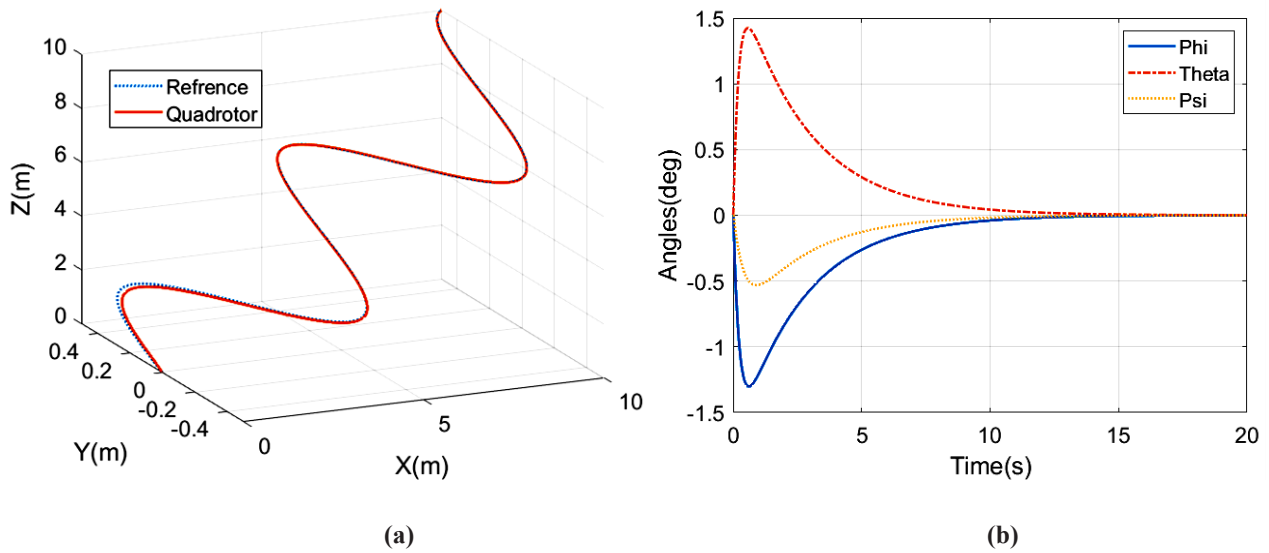 10
8
6
4
2
0
Z(m)
Refrence
Quadrotor
0.4
0.2
0
-0.2
-0.4
Y(m)
0
5
10
X(m)
(a)
1.5
1
0.5
0
-0.5
-1
-1.5
Angles(deg)
Phi
Theta
Psi
0
5
10
15
20
Time(s)
(b)